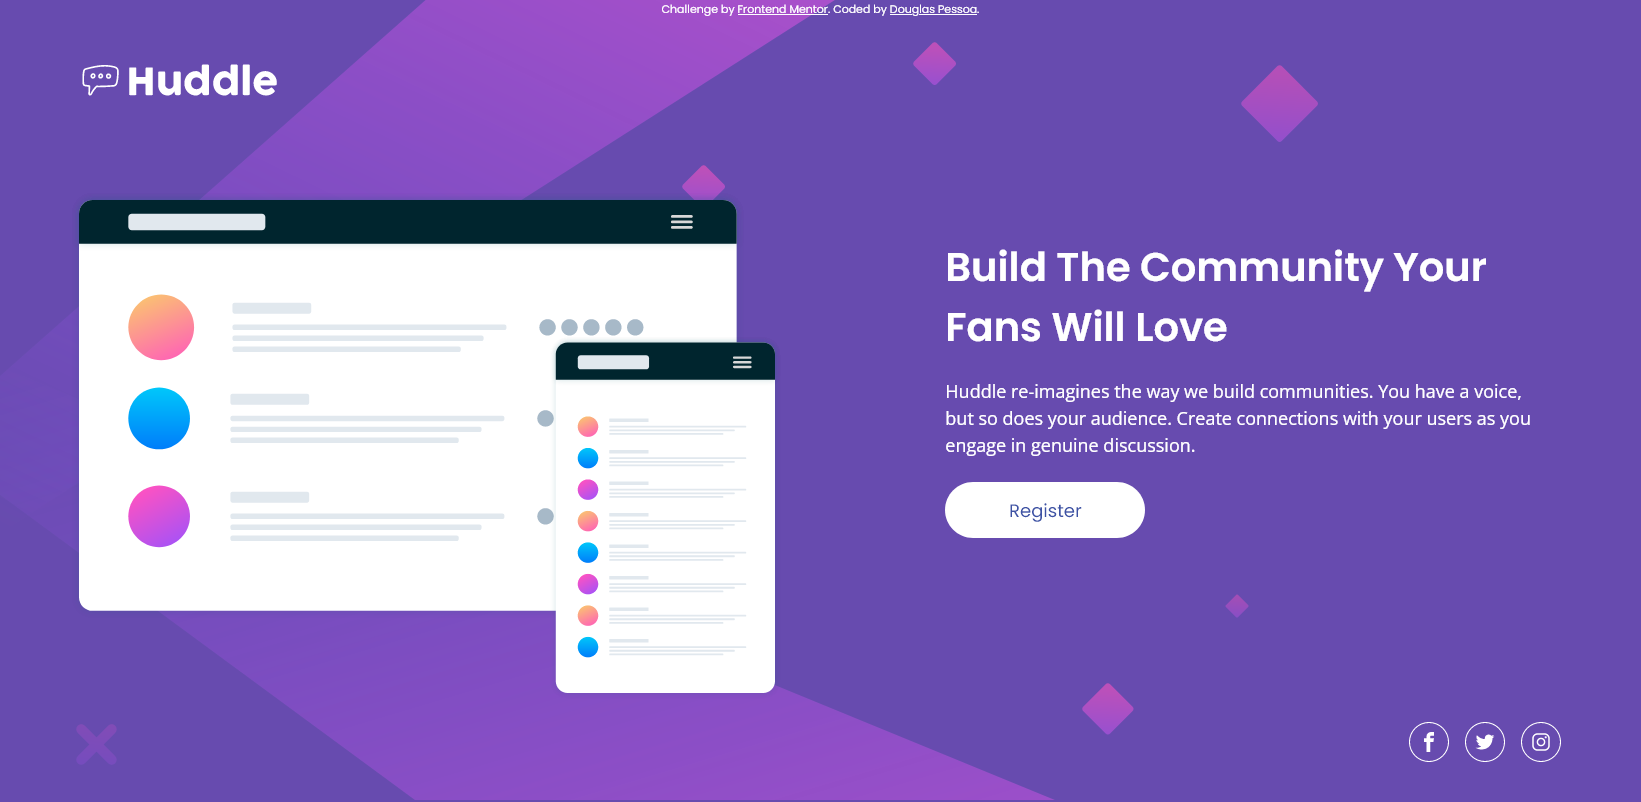 Challenge by Frontend Mentor. Coded by Douglas Pessoa.
Huddle
Build The Community Your
Fans Will Love
Huddle re-imagines the way we build communities. You have a voice,
but so does your audience. Create connections with your users as you
engage in genuine discussion.
Register